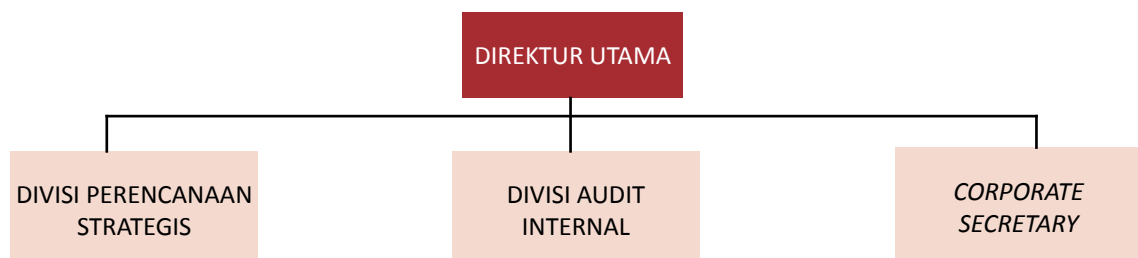 DIREKTUR UTAMA
DIVISI PERENCANAAN
STRATEGIS
DIVISI AUDIT
INTERNAL
CORPORATE
SECRETARY